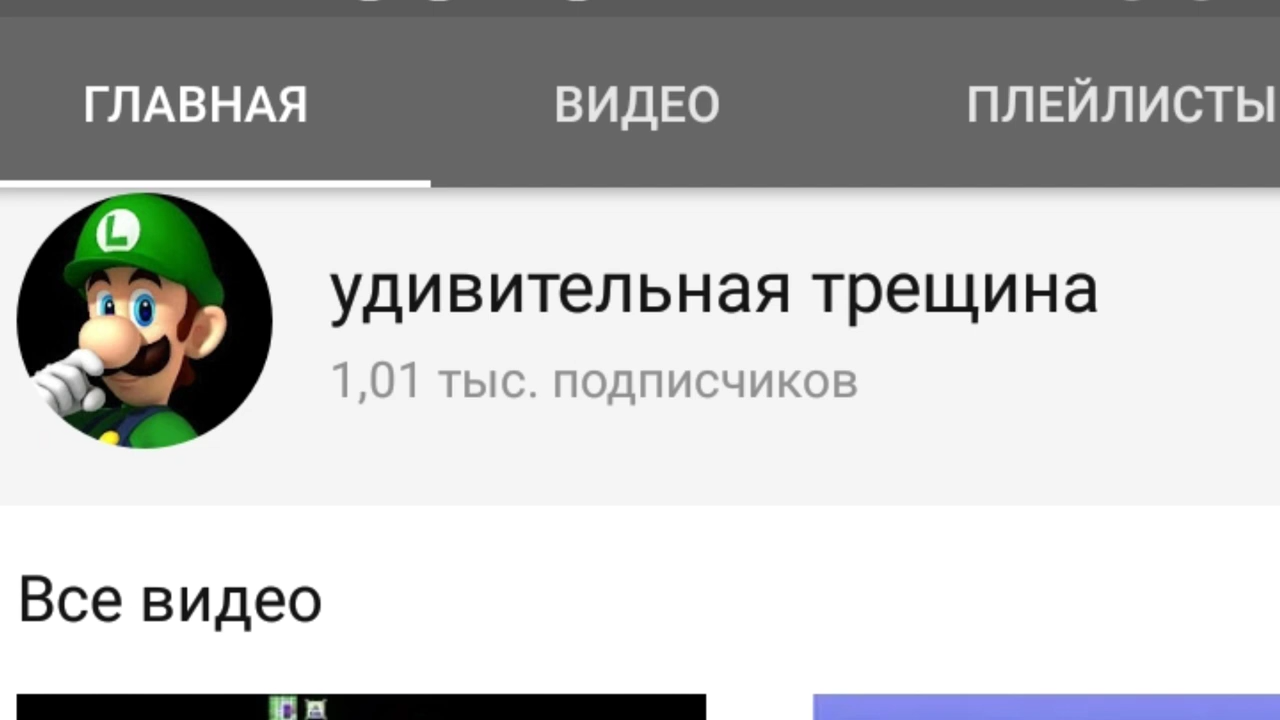 ГЛАВНАЯ ВИДЕО ПЛЕЙЛИСТЫ
L
удивительная трещина
1,01 тыс. подписчиков
Все видео